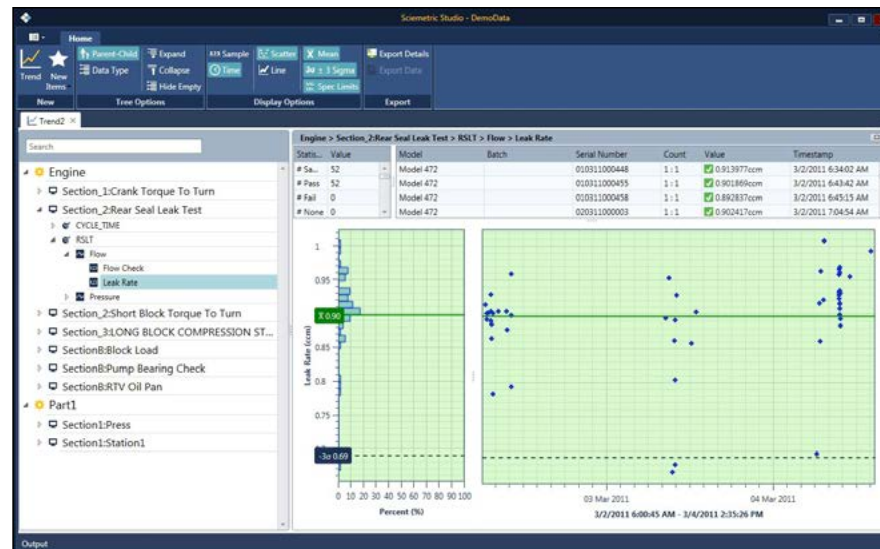 Sciemetric Studio - DemoData
Home
Trend
New Items
New
Parent-Child
Data Type
Expand
Collapse
Hide Empty
Tree Options
Sample
Time
Scatter
Line
Mean
± 3 Sigma
Spec Limits
Display Options
Export Details
Export Data
Export
Trend2 ×
Search
Engine
Section_1:Crank Torque To Turn
Section_2:Rear Seal Leak Test
CYCLE_TIME
RSLT
Flow
Flow Check
Leak Rate
Pressure
Section_2:Short Block Torque To Turn
Section_3:LONG BLOCK COMPRESSION ST...
SectionB:Block Load
SectionB:Pump Bearing Check
SectionB:RTV Oil Pan
Part1
Section1:Press
Section1:Station1
Engine > Section_2:Rear Seal Leak Test > RSLT > Flow > Leak Rate
Statis... Value
# Sa... 52
# Pass 52
# Fail 0
# None 0
Model Batch Serial Number Count Value Timestamp
Model 472 010311000448 1 : 1 0.913977ccm 3/2/2011 6:34:02 AM
Model 472 010311000455 1 : 1 0.901869ccm 3/2/2011 6:43:42 AM
Model 472 010311000458 1 : 1 0.892837ccm 3/2/2011 6:45:15 AM
Model 472 020311000003 1 : 1 0.902417ccm 3/2/2011 7:04:54 AM
Leak Rate (ccm)
1
0.95
X̄ 0.90
0.85
0.8
0.75
-3σ 0.69
0 10 20 30 40 50 60 70 80 90 100
Percent (%)
03 Mar 2011
04 Mar 2011
3/2/2011 6:00:45 AM - 3/4/2011 2:35:26 PM
Output